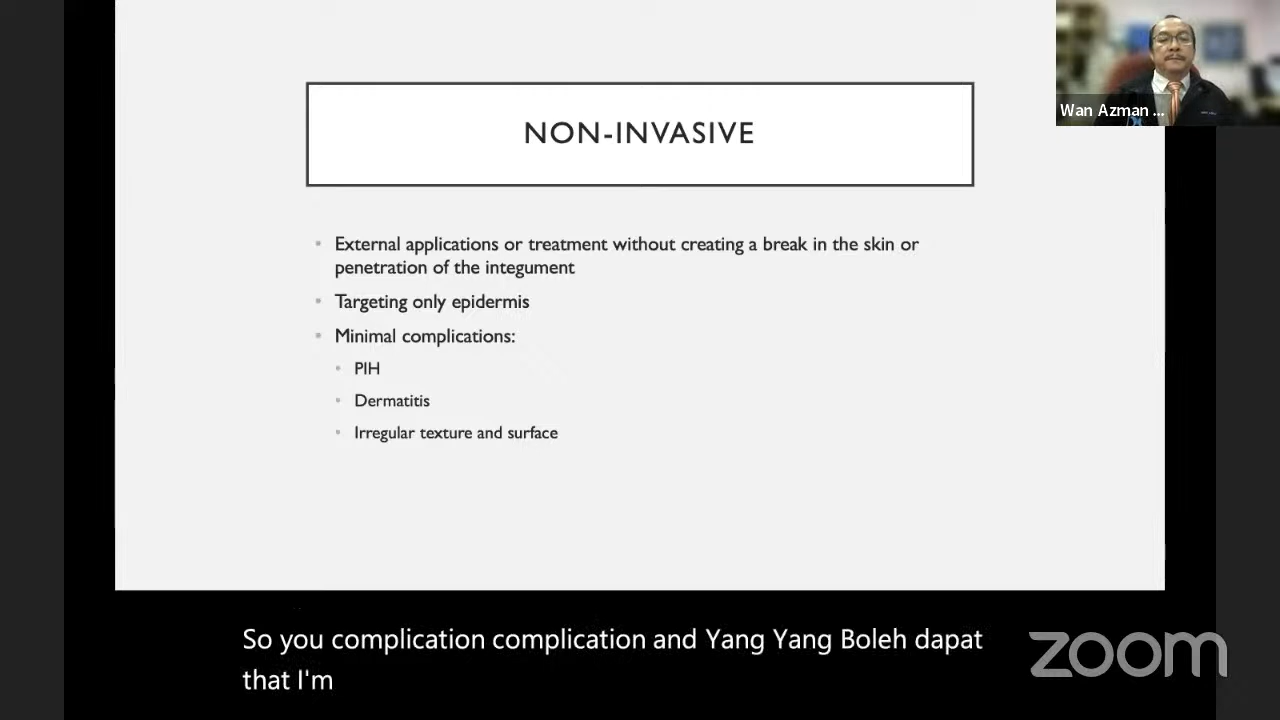 NON-INVASIVE
Wan Azman ...
External applications or treatment without creating a break in the skin or
penetration of the integument
Targeting only epidermis
Minimal complications:
PIH
Dermatitis
Irregular texture and surface
So you complication complication and Yang Yang Boleh dapat
that I'm
zoom